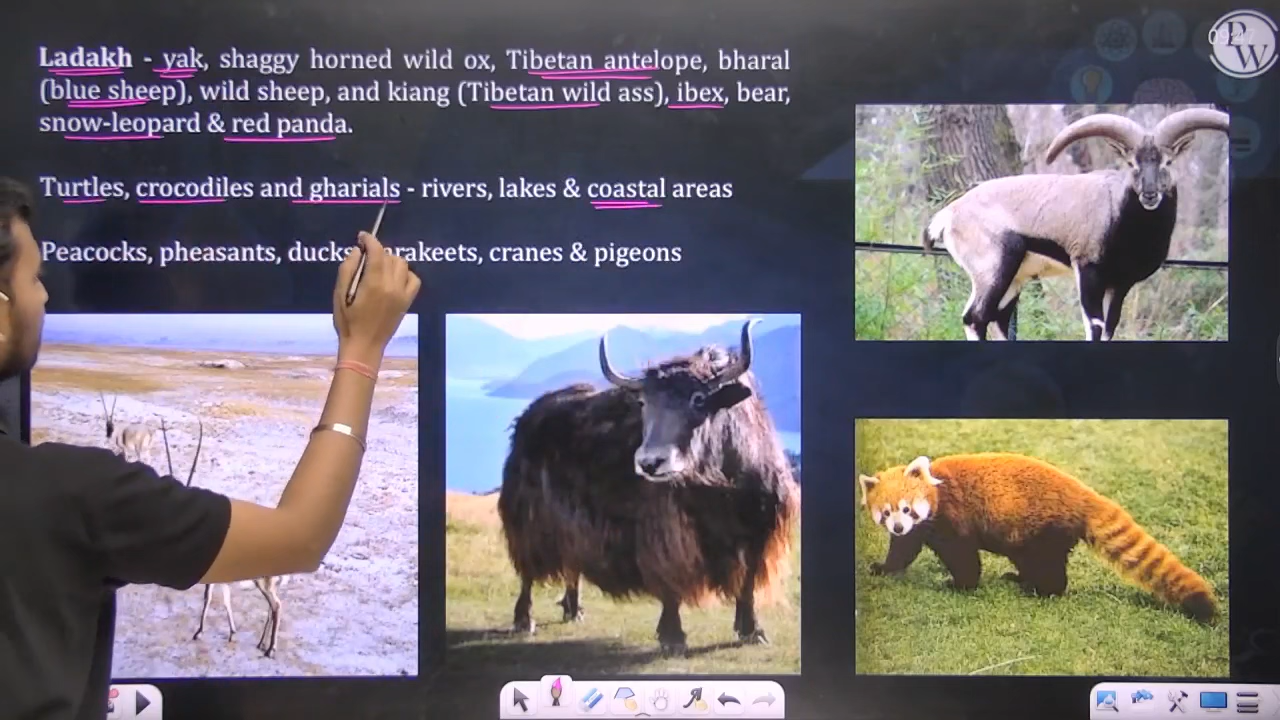 Ladakh - yak, shaggy horned wild ox, Tibetan antelope, bharal
(blue sheep), wild sheep, and kiang (Tibetan wild ass), ibex, bear,
snow-leopard & red panda.
Turtles, crocodiles and gharials - rivers, lakes & coastal areas
Peacocks, pheasants, ducks, cranes & pigeons
PW